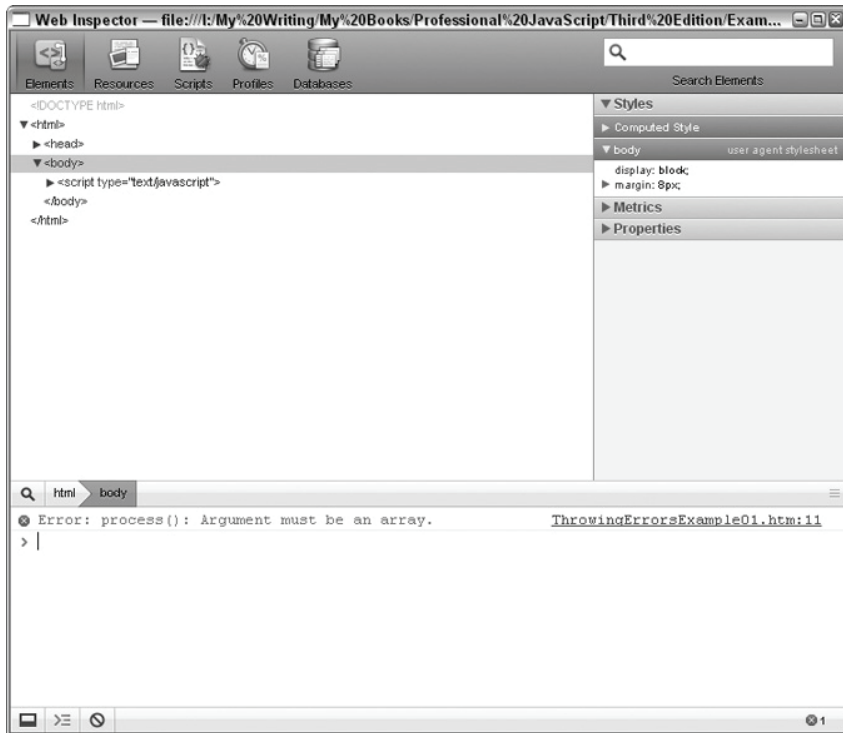 Web Inspector — file:///I:/My%20Writing/My%20Books/Professional%20JavaScript/Third%20Edition/Exam...
Elements Resources Scripts Profiles Databases
Search Elements
<!DOCTYPE html>
▼<html>
▶<head>
▼<body>
▶<script type="text/javascript">
</body>
</html>
▼Styles
▶ Computed Style
▼body user agent stylesheet
display: block;
▶ margin: 8px;
▶Metrics
▶Properties
html body
Error: process(): Argument must be an array. ThrowingErrorsExample01.htm:11
>
1